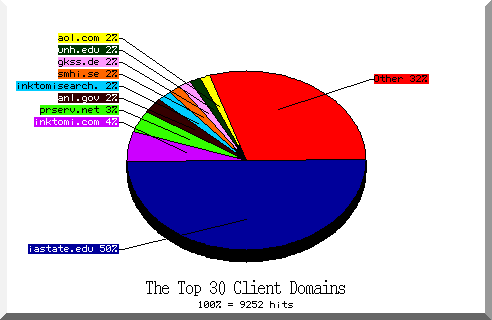 aol.com 2%
unh.edu 2%
gkss.de 2%
smhi.se 2%
inktomisearch. 2%
anl.gov 2%
prserv.net 3%
inktomi.com 4%
Other 32%
iastate.edu 50%
The Top 30 Client Domains
100% = 9252 hits